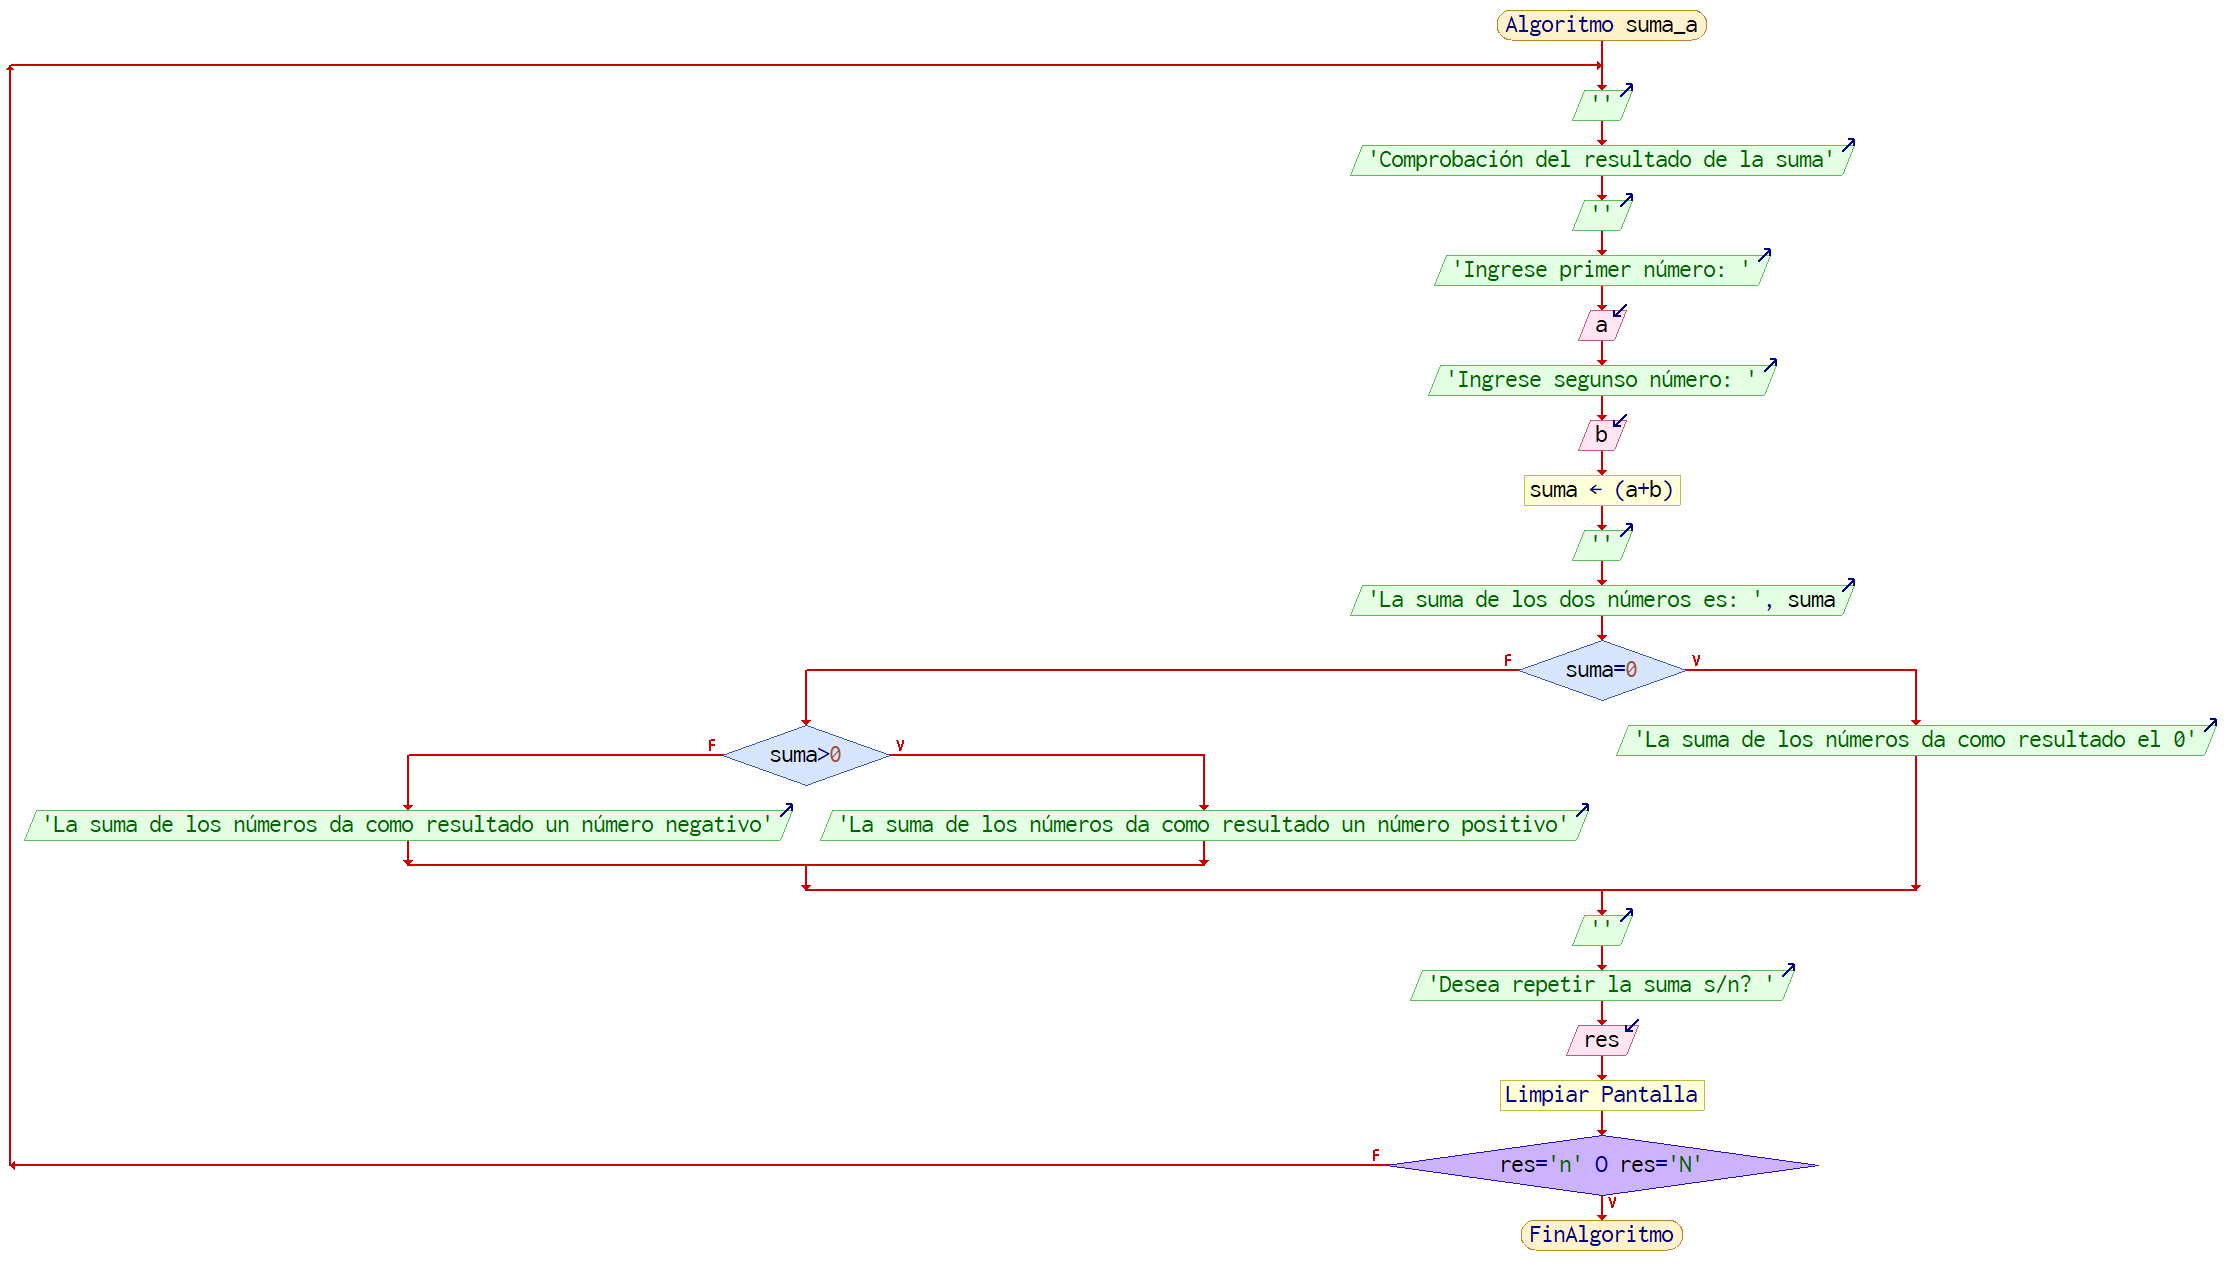 Algoritmo suma_a
''
'Comprobación del resultado de la suma'
''
'Ingrese primer número: '
a
'Ingrese segunso número: '
b
suma ← (a+b)
''
'La suma de los dos números es: ', suma
F
suma=0
V
F
suma>0
V
'La suma de los números da como resultado el 0'
'La suma de los números da como resultado un número negativo'
'La suma de los números da como resultado un número positivo'
''
'Desea repetir la suma s/n? '
res
Limpiar Pantalla
F
res='n' O res='N'
V
FinAlgoritmo